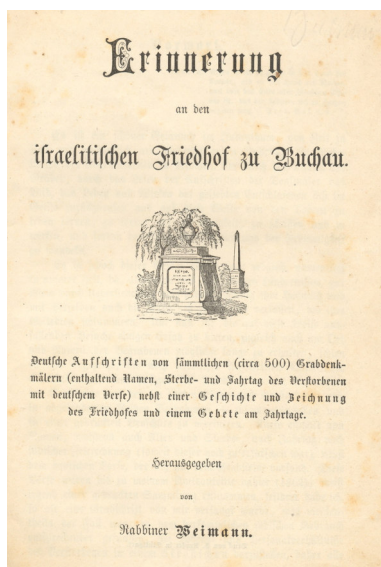 Erinnerung
an den
israelitischen Friedhof zu Buchau.
Deutsche Aufschriften von sämmtlichen (circa 500) Grabdenk-
mälern (enthaltend Namen, Sterbe- und Jahrtag des Verstorbenen
mit deutschem Verse) nebst einer Geschichte und Zeichnung
des Friedhofes und einem Gebete am Jahrtage.
Herausgegeben
von
Rabbiner Weimann.